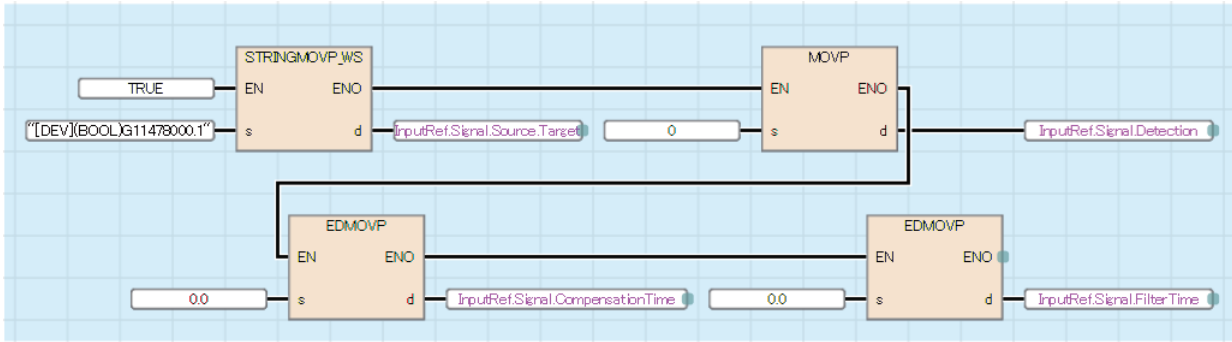 STRINGMOVP_WS
MOVP
TRUE
EN ENO
EN ENO
"[DEV](BOOL)G11478000.1"
s d
InputRef.Signal.Source.Target
0
s d
InputRef.Signal.Detection
EDMOVP
EDMOVP
EN ENO
EN ENO
0.0
s d
InputRef.Signal.CompensationTime
0.0
s d
InputRef.Signal.FilterTime